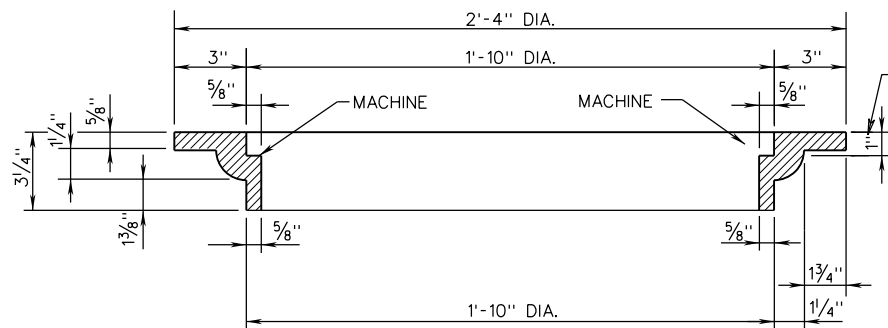 2'-4" DIA.
3"
1'-10" DIA.
3"
5/8"
MACHINE
MACHINE
5/8"
5/8"
1 1/4"
3 1/4"
1"
1 3/8"
5/8"
5/8"
1 3/4"
1'-10" DIA.
1 1/4"